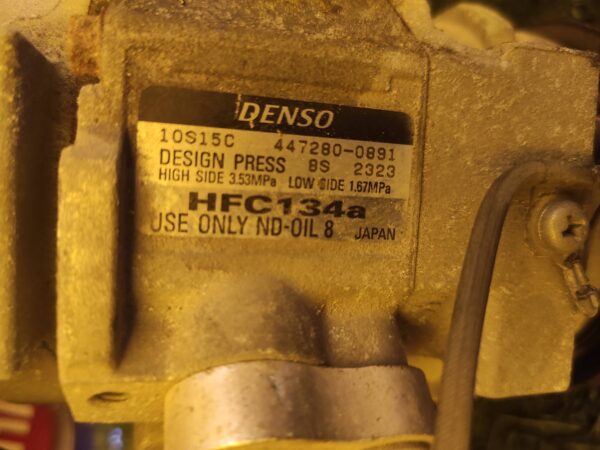 DENSO
10S15C 447280-0891
DESIGN PRESS 8S 2323
HIGH SIDE 3.53MPa LOW SIDE 1.67MPa
HFC134a
USE ONLY ND-OIL 8 JAPAN